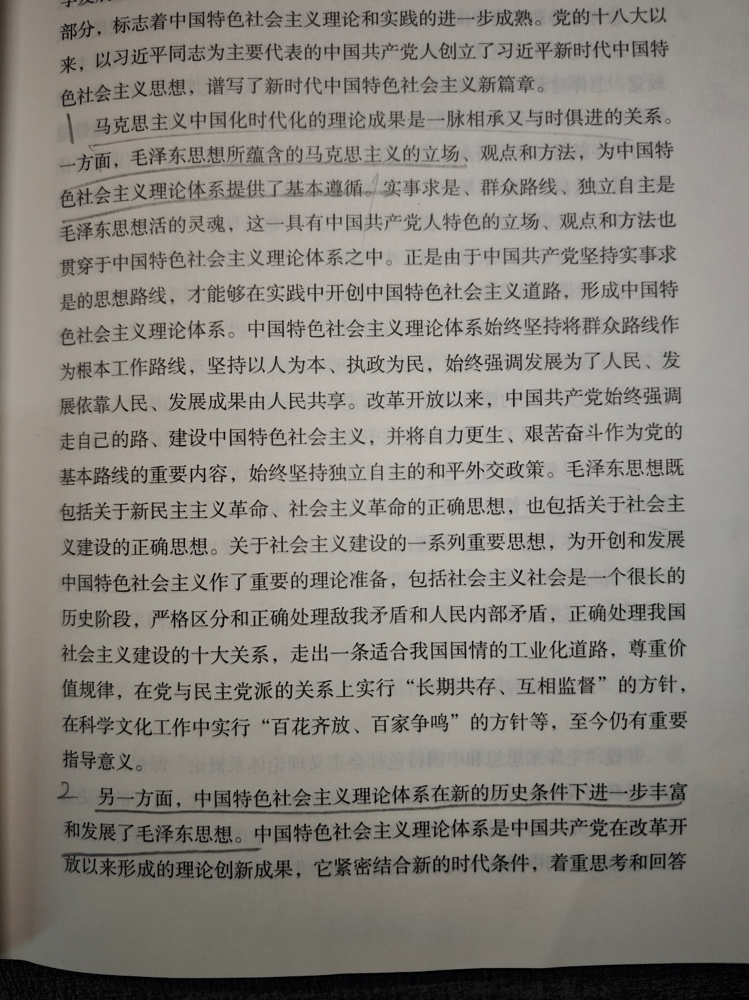 部分，标志着中国特色社会主义理论和实践的进一步成熟。党的十八大以
来，以习近平同志为主要代表的中国共产党人创立了习近平新时代中国特
色社会主义思想，谱写了新时代中国特色社会主义新篇章。
1 马克思主义中国化时代化的理论成果是一脉相承又与时俱进的关系。
一方面，毛泽东思想所蕴含的马克思主义的立场、观点和方法，为中国特
色社会主义理论体系提供了基本遵循。实事求是、群众路线、独立自主是
毛泽东思想活的灵魂，这一具有中国共产党人特色的立场、观点和方法也
贯穿于中国特色社会主义理论体系之中。正是由于中国共产党坚持实事求
是的思想路线，才能够在实践中开创中国特色社会主义道路，形成中国特
色社会主义理论体系。中国特色社会主义理论体系始终坚持将群众路线作
为根本工作路线，坚持以人为本、执政为民，始终强调发展为了人民、发
展依靠人民、发展成果由人民共享。改革开放以来，中国共产党始终强调
走自己的路、建设中国特色社会主义，并将自力更生、艰苦奋斗作为党的
基本路线的重要内容，始终坚持独立自主的和平外交政策。毛泽东思想既
包括关于新民主主义革命、社会主义革命的正确思想，也包括关于社会主
义建设的正确思想。关于社会主义建设的一系列重要思想，为开创和发展
中国特色社会主义作了重要的理论准备，包括社会主义社会是一个很长的
历史阶段，严格区分和正确处理敌我矛盾和人民内部矛盾，正确处理我国
社会主义建设的十大关系，走出一条适合我国国情的工业化道路，尊重价
值规律，在党与民主党派的关系上实行“长期共存、互相监督”的方针，
在科学文化工作中实行“百花齐放、百家争鸣”的方针等，至今仍有重要
指导意义。
2 另一方面，中国特色社会主义理论体系在新的历史条件下进一步丰富
和发展了毛泽东思想。中国特色社会主义理论体系是中国共产党在改革开
放以来形成的理论创新成果，它紧密结合新的时代条件，着重思考和回答